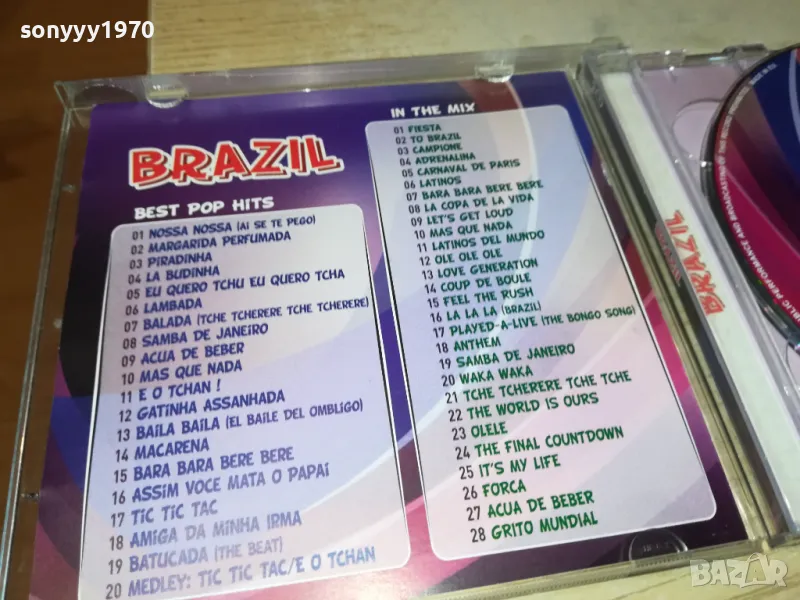 sonyyy1970
BRAZIL
BEST POP HITS
01 NOSSA NOSSA (AI SE TE PEGO)
02 MARGARIDA PERFUMADA
03 PIRADINHA
04 LA BUDINHA
05 EU QUERO TCHU EU QUERO TCHA
06 LAMBADA
07 BALADA (TCHE TCHERERE TCHE TCHERERE)
08 SAMBA DE JANEIRO
09 ACUA DE BEBER
10 MAS QUE NADA
11 E O TCHAN !
12 GATINHA ASSANHADA
13 BAILA BAILA (EL BAILE DEL OMBLIGO)
14 MACARENA
15 BARA BARA BERE BERE
16 ASSIM VOCE MATA O PAPAI
17 TIC TIC TAC
18 AMIGA DA MINHA IRMA
19 BATUCADA (THE BEAT)
20 MEDLEY: TIC TIC TAC/E O TCHAN
IN THE MIX
01 FIESTA
02 TO BRAZIL
03 CAMPIONE
04 ADRENALINA
05 CARNAVAL DE PARIS
06 LATINOS
07 BARA BARA BERE BERE
08 LA COPA DE LA VIDA
09 LET'S GET LOUD
10 MAS QUE NADA
11 LATINOS DEL MUNDO
12 OLE OLE OLE
13 LOVE GENERATION
14 COUP DE BOULE
15 FEEL THE RUSH
16 LA LA LA (BRAZIL)
17 PLAYED-A-LIVE (THE BONGO SONG)
18 ANTHEM
19 SAMBA DE JANEIRO
20 WAKA WAKA
21 TCHE TCHERERE TCHE TCHE
22 THE WORLD IS OURS
23 OLELE
24 THE FINAL COUNTDOWN
25 IT'S MY LIFE
26 FORCA
27 ACUA DE BEBER
28 GRITO MUNDIAL
BRAZIL
PUBLIC PERFORMANCE AND BROADCASTING OF THIS RECORD
BAZAR